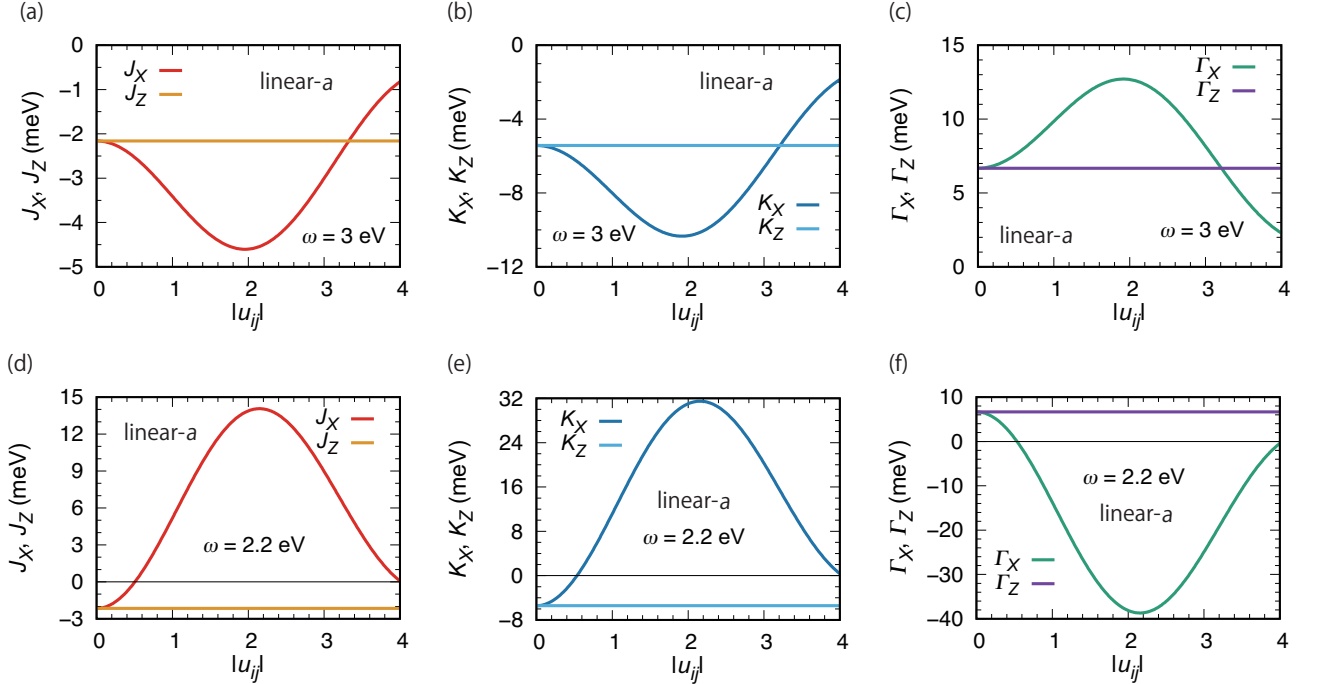 (a)
0
−1
−2
−3
−4
−5
J_X, J_Z (meV)
J_X
J_Z
linear-a
ω = 3 eV
0 1 2 3 4
|u_ij|
(b)
0
−4
−8
−12
K_X, K_Z (meV)
linear-a
K_X
K_Z
ω = 3 eV
0 1 2 3 4
|u_ij|
(c)
15
10
5
0
Γ_X, Γ_Z (meV)
Γ_X
Γ_Z
linear-a
ω = 3 eV
0 1 2 3 4
|u_ij|
(d)
15
12
9
6
3
0
−3
J_X, J_Z (meV)
linear-a
J_X
J_Z
ω = 2.2 eV
0 1 2 3 4
|u_ij|
(e)
32
24
16
8
0
−8
K_X, K_Z (meV)
K_X
K_Z
linear-a
ω = 2.2 eV
0 1 2 3 4
|u_ij|
(f)
10
0
−10
−20
−30
−40
Γ_X, Γ_Z (meV)
ω = 2.2 eV
linear-a
Γ_X
Γ_Z
0 1 2 3 4
|u_ij|